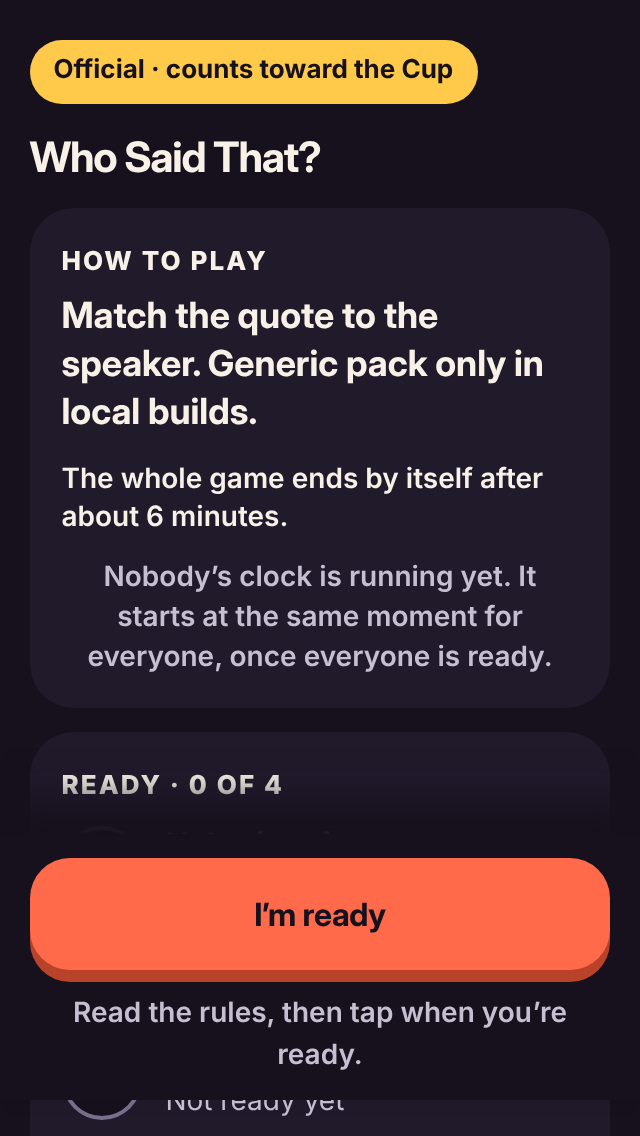 Official · counts toward the Cup
Who Said That?
HOW TO PLAY
Match the quote to the
speaker. Generic pack only in
local builds.
The whole game ends by itself after
about 6 minutes.
Nobody’s clock is running yet. It
starts at the same moment for
everyone, once everyone is ready.
READY · 0 OF 4
I’m ready
Read the rules, then tap when you’re
ready.
Not ready yet